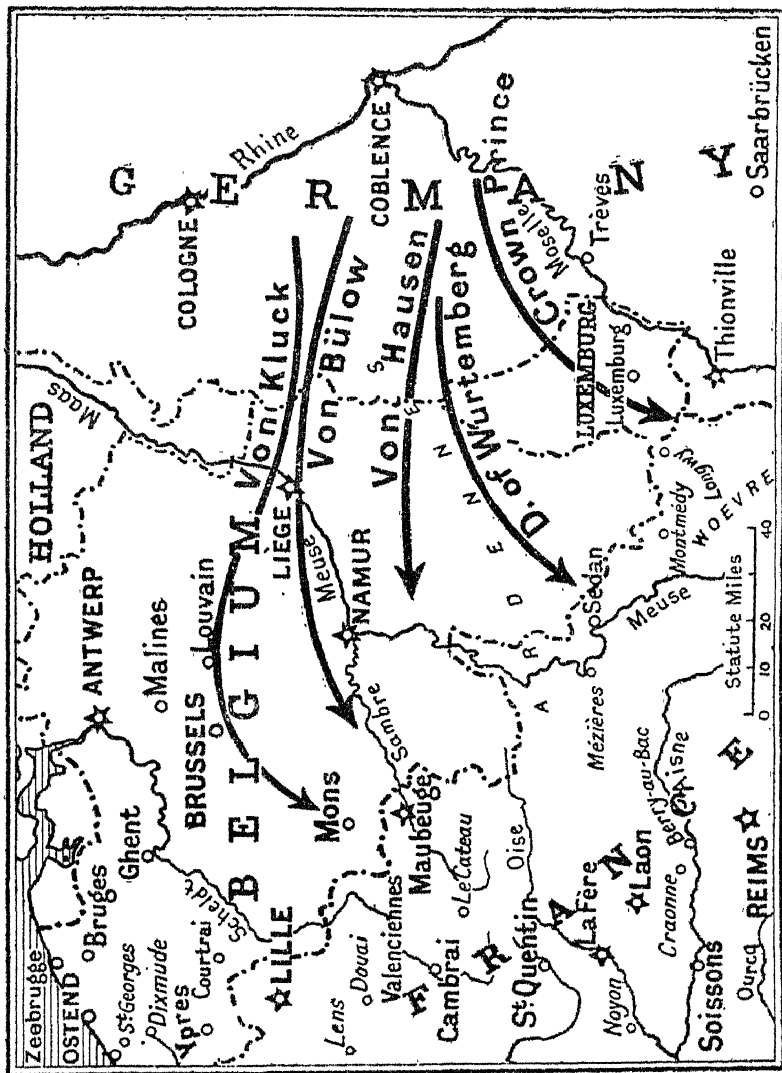 Zeebrugge
OSTEND
Bruges
St Georges
Dixmude
Ypres
Courtrai
Ghent
Scheldt
ANTWERP
Malines
BRUSSELS
Louvain
HOLLAND
Maas
COLOGNE
Rhine
GERMANY
COBLENCE
BELGIUM
LIÈGE
Meuse
NAMUR
Von Kluck
Von Bülow
Von Hausen
D. of Wurtemberg
Crown Prince
Moselle
Trèves
Saarbrücken
LUXEMBURG
Luxemburg
Thionville
ARDENNES
LILLE
Lens
Douai
Valenciennes
Mons
Maubeuge
Sambre
Cambrai
Le Cateau
FRANCE
St Quentin
Oise
La Fère
Noyon
Laon
Craonne
Berry-au-Bac
Aisne
Soissons
Ourcq
REIMS
Mézières
Sedan
Meuse
Montmédy
Longwy
WOEVRE
Statute Miles
0 10 20 40